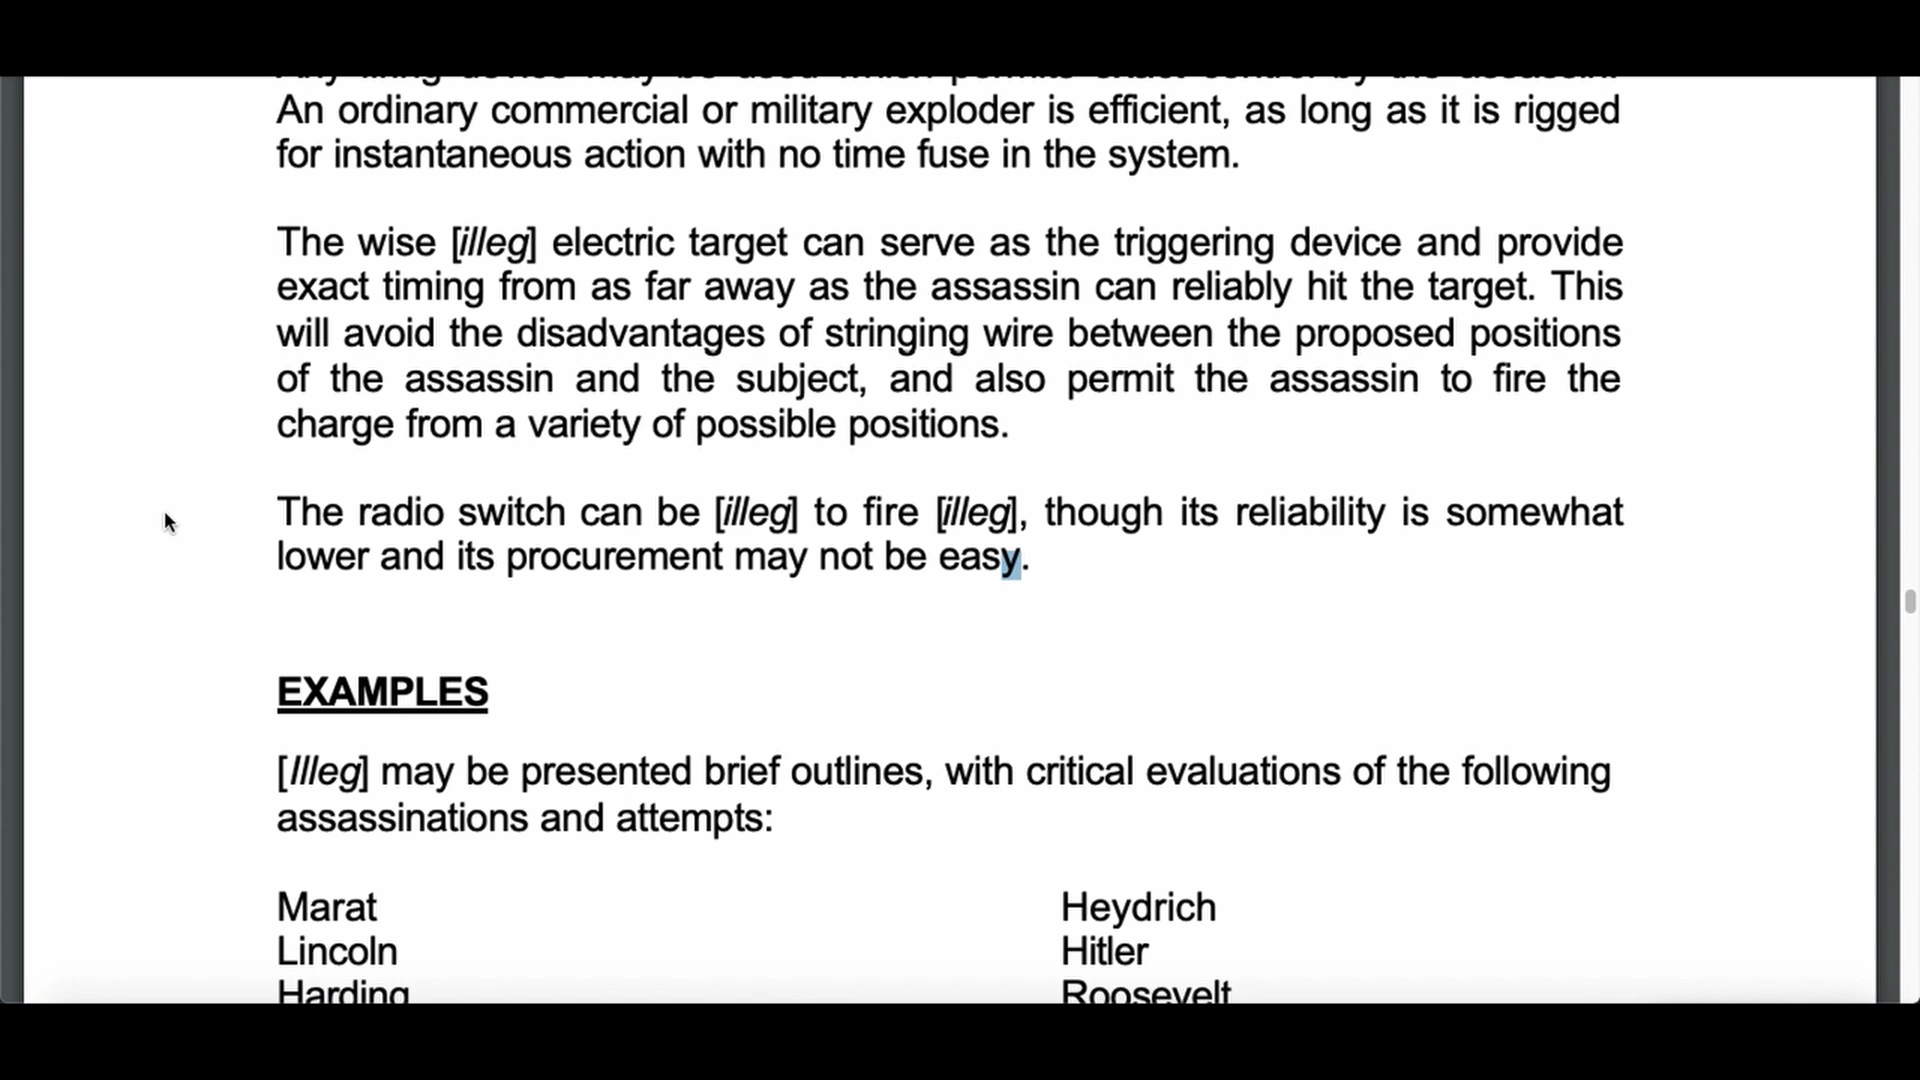 An ordinary commercial or military exploder is efficient, as long as it is rigged
for instantaneous action with no time fuse in the system.
The wise [illeg] electric target can serve as the triggering device and provide
exact timing from as far away as the assassin can reliably hit the target. This
will avoid the disadvantages of stringing wire between the proposed positions
of the assassin and the subject, and also permit the assassin to fire the
charge from a variety of possible positions.
The radio switch can be [illeg] to fire [illeg], though its reliability is somewhat
lower and its procurement may not be easy.
EXAMPLES
[Illeg] may be presented brief outlines, with critical evaluations of the following
assassinations and attempts:
Marat Heydrich
Lincoln Hitler
Harding Roosevelt